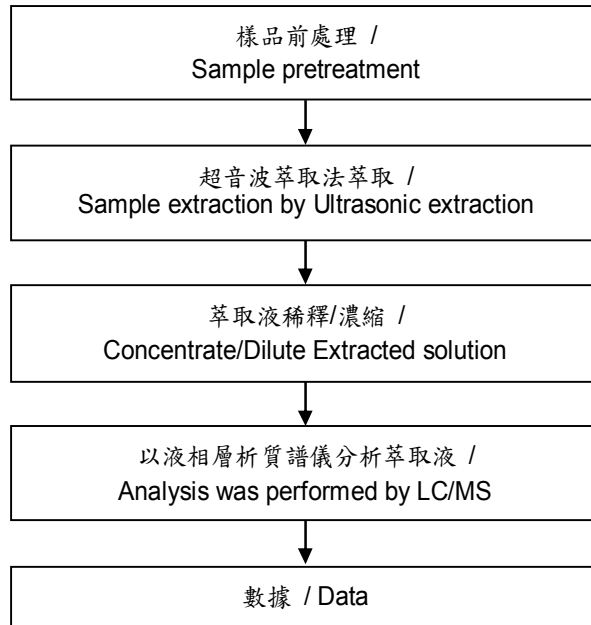 樣品前處理 /
Sample pretreatment
超音波萃取法萃取 /
Sample extraction by Ultrasonic extraction
萃取液稀釋/濃縮 /
Concentrate/Dilute Extracted solution
以液相層析質譜儀分析萃取液 /
Analysis was performed by LC/MS
數據 / Data